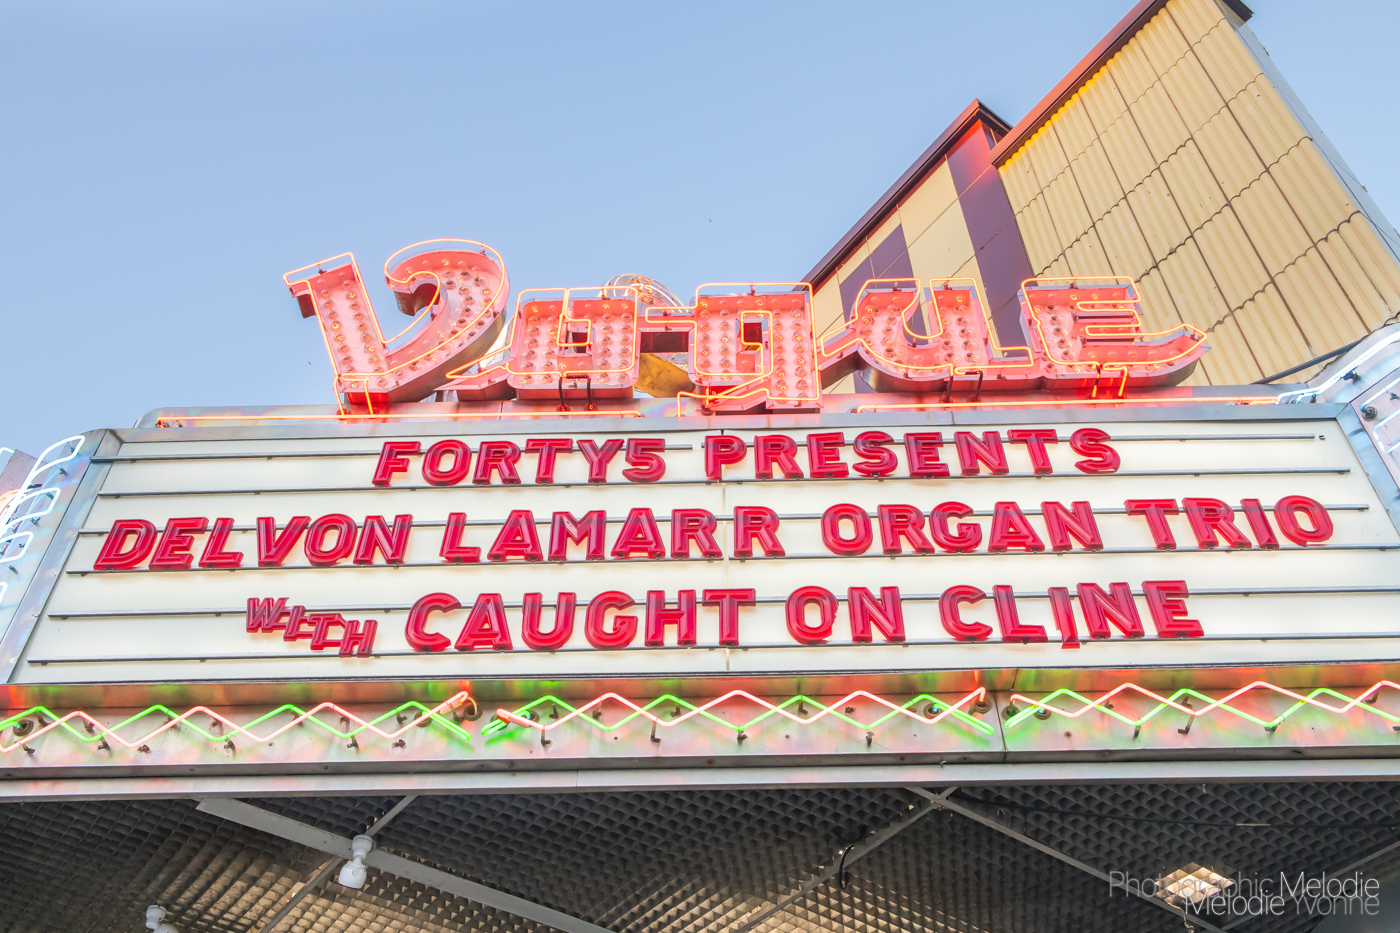 Vogue
FORTY5 PRESENTS
DELVON LAMARR ORGAN TRIO
WITH CAUGHT ON CLINE
Photographic Melodie
Melodie Yvonne